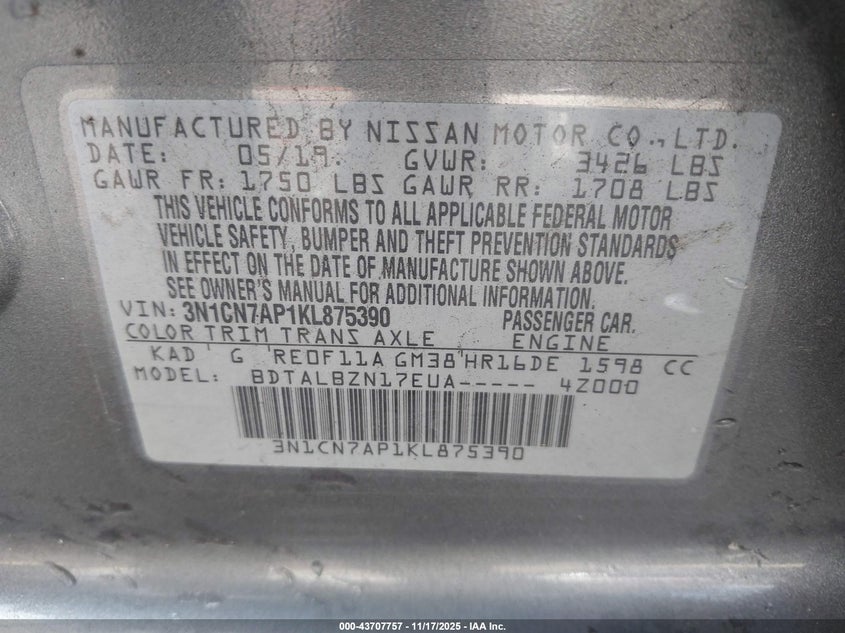 MANUFACTURED BY NISSAN MOTOR CO., LTD.
DATE: 05/19 GVWR: 3426 LBS
GAWR FR: 1750 LBS GAWR RR: 1708 LBS
THIS VEHICLE CONFORMS TO ALL APPLICABLE FEDERAL MOTOR
VEHICLE SAFETY, BUMPER AND THEFT PREVENTION STANDARDS
IN EFFECT ON THE DATE OF MANUFACTURE SHOWN ABOVE.
SEE OWNER'S MANUAL FOR ADDITIONAL INFORMATION.
VIN: 3N1CN7AP1KL875390 PASSENGER CAR.
COLOR TRIM TRANS AXLE ENGINE
KAD G RE0F11A GM38 HR16DE 1598 CC
MODEL: BDTALBZN17EUA----- 4Z000
3N1CN7AP1KL875390
000-43707757 - 11/17/2025 - IAA Inc.